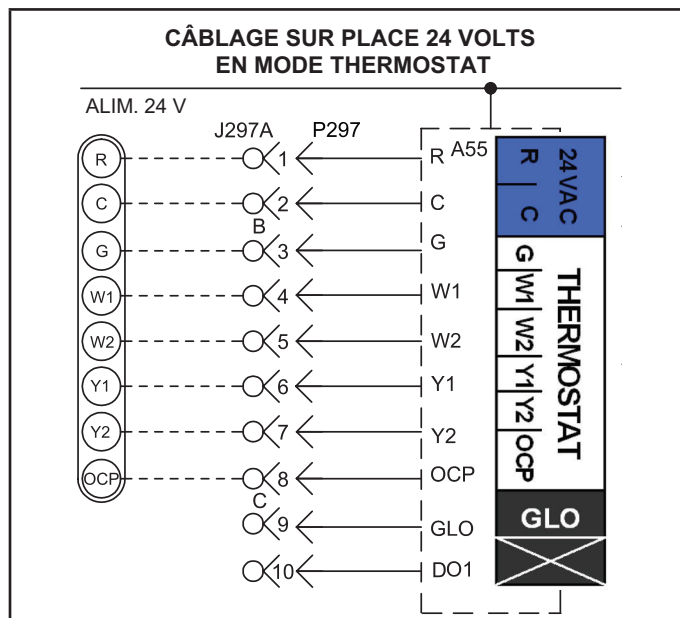 CÂBLAGE SUR PLACE 24 VOLTS
EN MODE THERMOSTAT
ALIM. 24 V
J297A P297
R 1 R A55
C 2 C
B
G 3 G
W1 4 W1
W2 5 W2
Y1 6 Y1
Y2 7 Y2
OCP 8 OCP
C
9 GLO
10 DO1
24VAC
R C
THERMOSTAT
G W1 W2 Y1 Y2 OCP
GLO